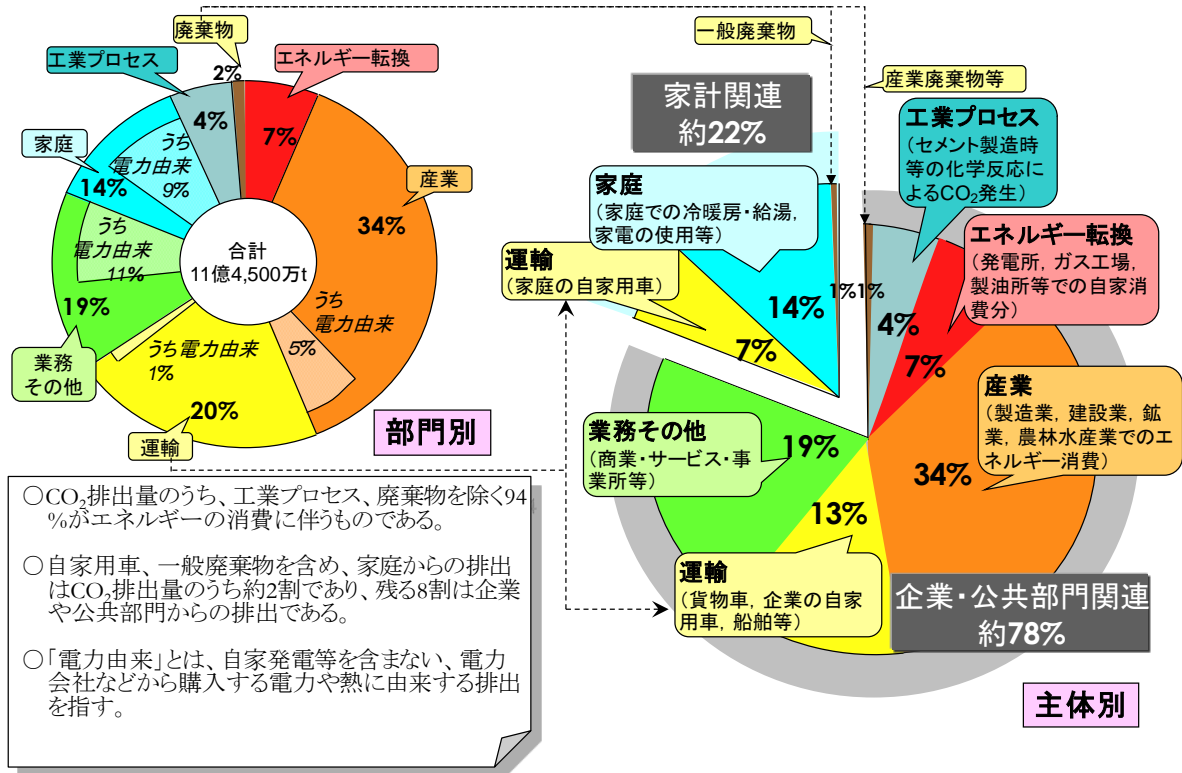 廃棄物
工業プロセス
2%
エネルギー転換
4%
7%
家庭
うち
電力由来
9%
14%
産業
34%
うち
電力由来
11%
合計
11億4,500万t
19%
うち
電力由来
5%
業務
その他
うち電力由来
1%
20%
運輸
部門別
一般廃棄物
産業廃棄物等
家計関連
約22%
工業プロセス
(セメント製造時
等の化学反応に
よるCO₂発生)
家庭
(家庭での冷暖房・給湯,
家電の使用等)
エネルギー転換
(発電所, ガス工場,
製油所等での自家消
費分)
運輸
(家庭の自家用車)
14%
1%
1%
4%
7%
7%
産業
(製造業, 建設業, 鉱
業, 農林水産業でのエ
ネルギー消費)
34%
業務その他
(商業・サービス・事
業所等)
19%
13%
運輸
(貨物車, 企業の自家
用車, 船舶等)
企業・公共部門関連
約78%
主体別
○CO₂排出量のうち、工業プロセス、廃棄物を除く94
%がエネルギーの消費に伴うものである。
○自家用車、一般廃棄物を含め、家庭からの排出
はCO₂排出量のうち約2割であり、残る8割は企業
や公共部門からの排出である。
○「電力由来」とは、自家発電等を含まない、電力
会社などから購入する電力や熱に由来する排出
を指す。